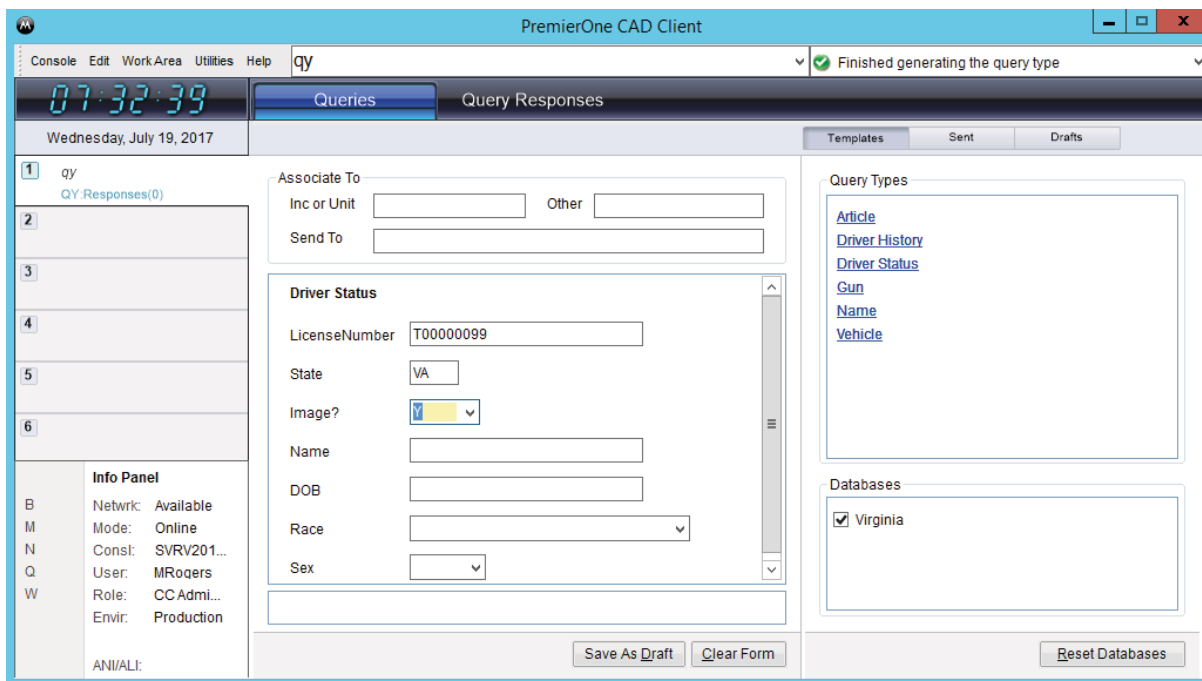 PremierOne CAD Client
Console Edit Work Area Utilities Help
qy
Finished generating the query type
07:32:39
Queries
Query Responses
Wednesday, July 19, 2017
Templates
Sent
Drafts
1 qy
QY:Responses(0)
2
3
4
5
6
Associate To
Inc or Unit
Other
Send To
Driver Status
LicenseNumber T00000099
State VA
Image? Y
Name
DOB
Race
Sex
Save As Draft
Clear Form
Query Types
Article
Driver History
Driver Status
Gun
Name
Vehicle
Databases
Virginia
Reset Databases
B
M
N
Q
W
Info Panel
Netwrk: Available
Mode: Online
Consl: SVRV201...
User: MRogers
Role: CC Admi...
Envir: Production
ANI/ALI: